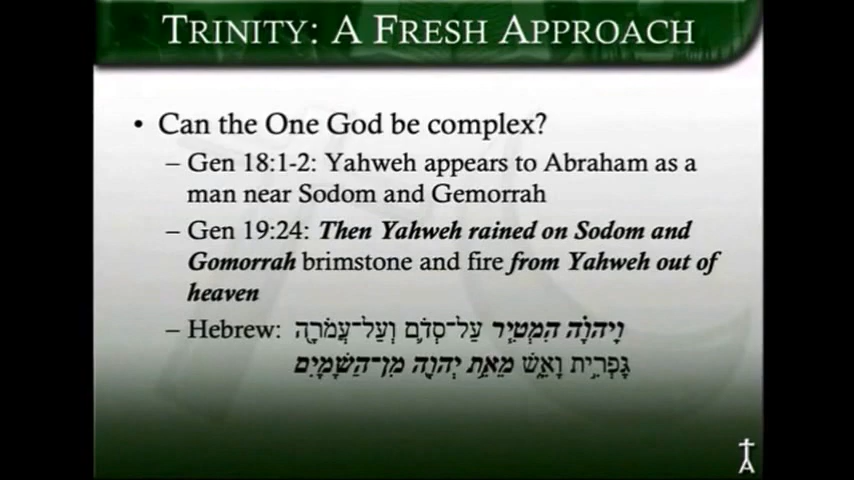 TRINITY: A FRESH APPROACH
• Can the One God be complex?
– Gen 18:1-2: Yahweh appears to Abraham as a
man near Sodom and Gemorrah
– Gen 19:24: Then Yahweh rained on Sodom and
Gomorrah brimstone and fire from Yahweh out of
heaven
– Hebrew: וַֽיהוָ֗ה הִמְטִ֧יר עַל־סְדֹ֛ם וְעַל־עֲמֹרָ֖ה
גָּפְרִ֣ית וָאֵ֑שׁ מֵאֵ֥ת יְהוָ֖ה מִן־הַשָּׁמָֽיִם